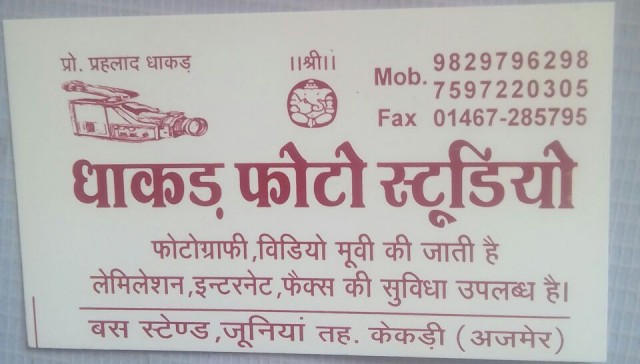 प्रो. प्रहलाद धाकड़
।।श्री।।
Mob. 9829796298
7597220305
Fax 01467-285795
धाकड़ फोटो स्टूडियो
फोटोग्राफी,विडियो मूवी की जाती है
लेमिलेशन,इन्टरनेट,फैक्स की सुविधा उपलब्ध है।
बस स्टेण्ड,जूनियां तह. केकड़ी (अजमेर)